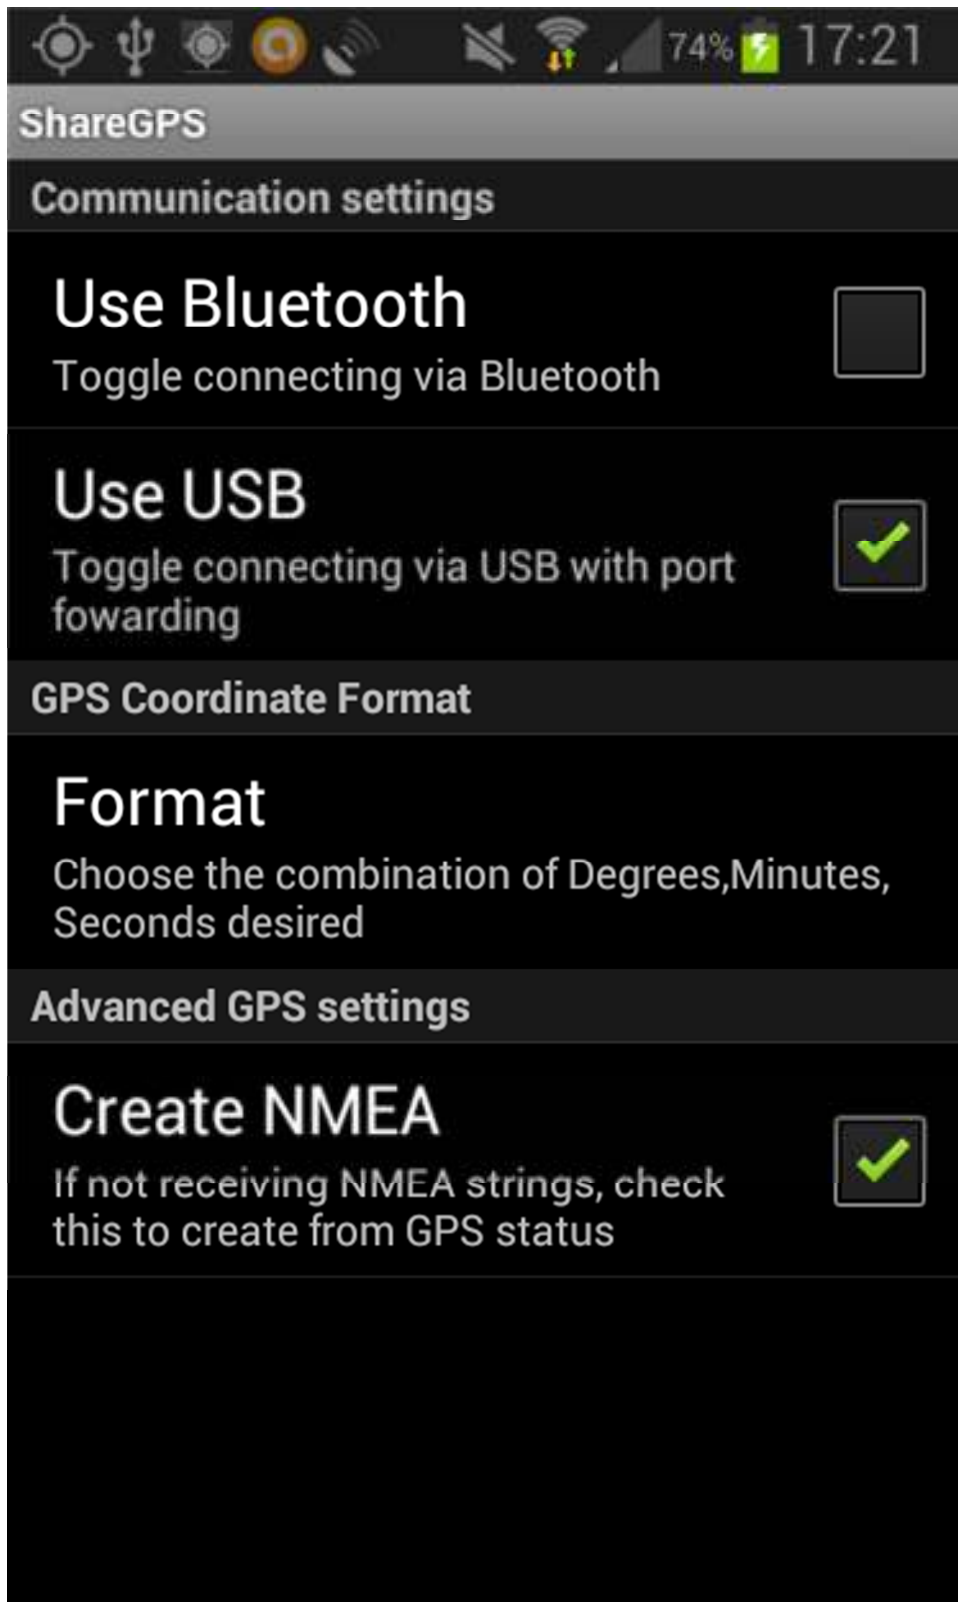 74% 17:21
ShareGPS
Communication settings
Use Bluetooth
Toggle connecting via Bluetooth
Use USB
Toggle connecting via USB with port
fowarding
GPS Coordinate Format
Format
Choose the combination of Degrees,Minutes,
Seconds desired
Advanced GPS settings
Create NMEA
If not receiving NMEA strings, check
this to create from GPS status